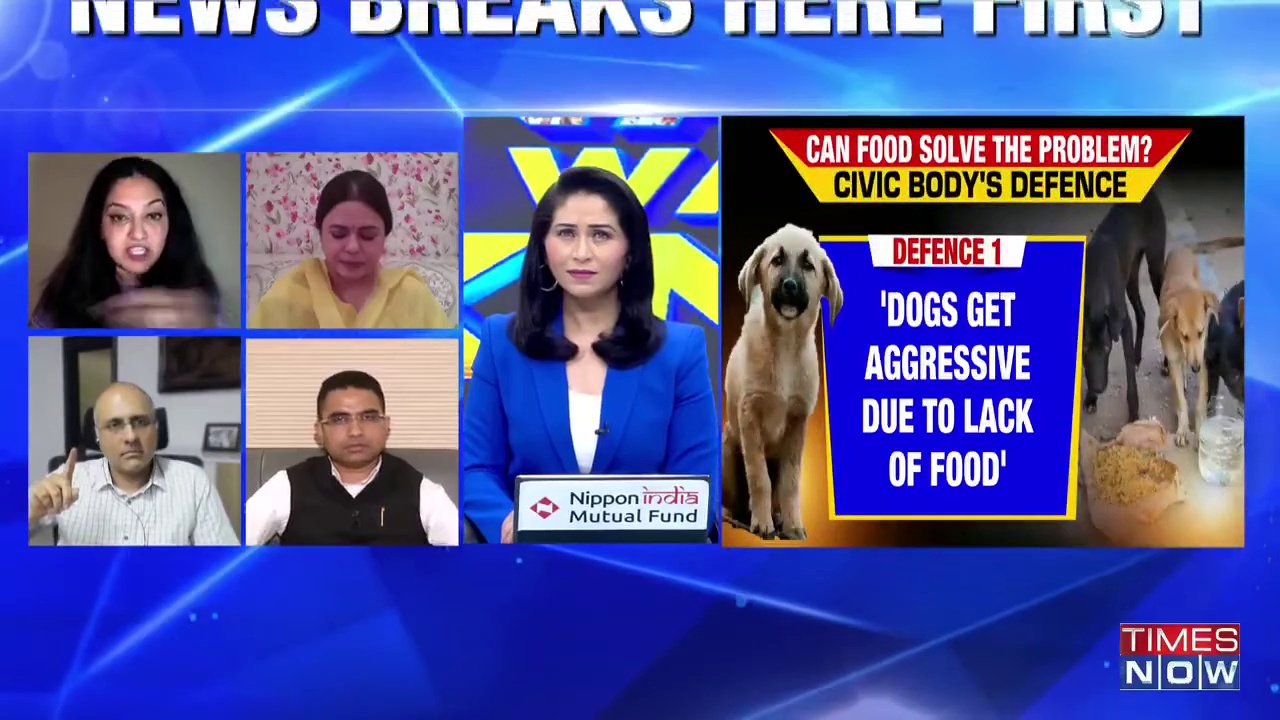 NEWS BREAKS HERE FIRST
CAN FOOD SOLVE THE PROBLEM?
CIVIC BODY'S DEFENCE
DEFENCE 1
'DOGS GET
AGGRESSIVE
DUE TO LACK
OF FOOD'
Nippon india
Mutual Fund
TIMES
NOW